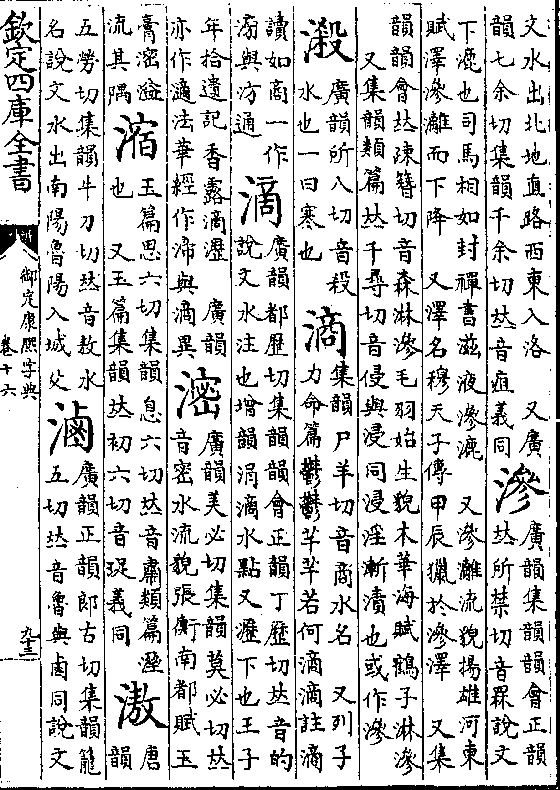 文水出北地直路西東入洛　又廣
韻七余切集韻千余切𠀤音疽義同
滲
廣韻集韻韻會正韻
𠀤所禁切音罧說文
下漉也司馬相如封禪書滋液滲漉　又滲離流貌揚雄河東
賦澤滲離而下降　又澤名穆天子傳甲辰獵於滲澤　又集
韻韻會𠀤疎簪切音森淋滲毛羽始生貌木華海賦鶴子淋滲
又集韻類篇𠀤千尋切音侵與浸同浸淫漸漬也或作滲
廣韻所八切音殺
水也一曰寒也
滳
集韻尸羊切音商水名　又列子
力命篇鬱鬱芊芊若何滴滴註滴
讀如商一作
滂與汸通
滴
廣韻都歷切集韻韻會正韻丁歷切𠀤音的
說文水注也增韻涓滴水點又瀝下也王子
年拾遺記香露滴瀝　廣韻
亦作適法華經作渧與滴異
滵
廣韻美必切集韻莫必切𠀤
音密水流貌張衡南都賦玉
膏滵溢
流其隅
㴼
玉篇思六切集韻息六切𠀤音肅類篇溼
也　又玉篇集韻𠀤初六切音珿義同
滶
唐
韻
五勞切集韻牛刀切𠀤音敖水
名說文水出南陽魯陽入城父
滷
廣韻正韻郎古切集韻籠
五切𠀤音魯與鹵同說文
欽定四庫全書
御定康熙字典
卷十六